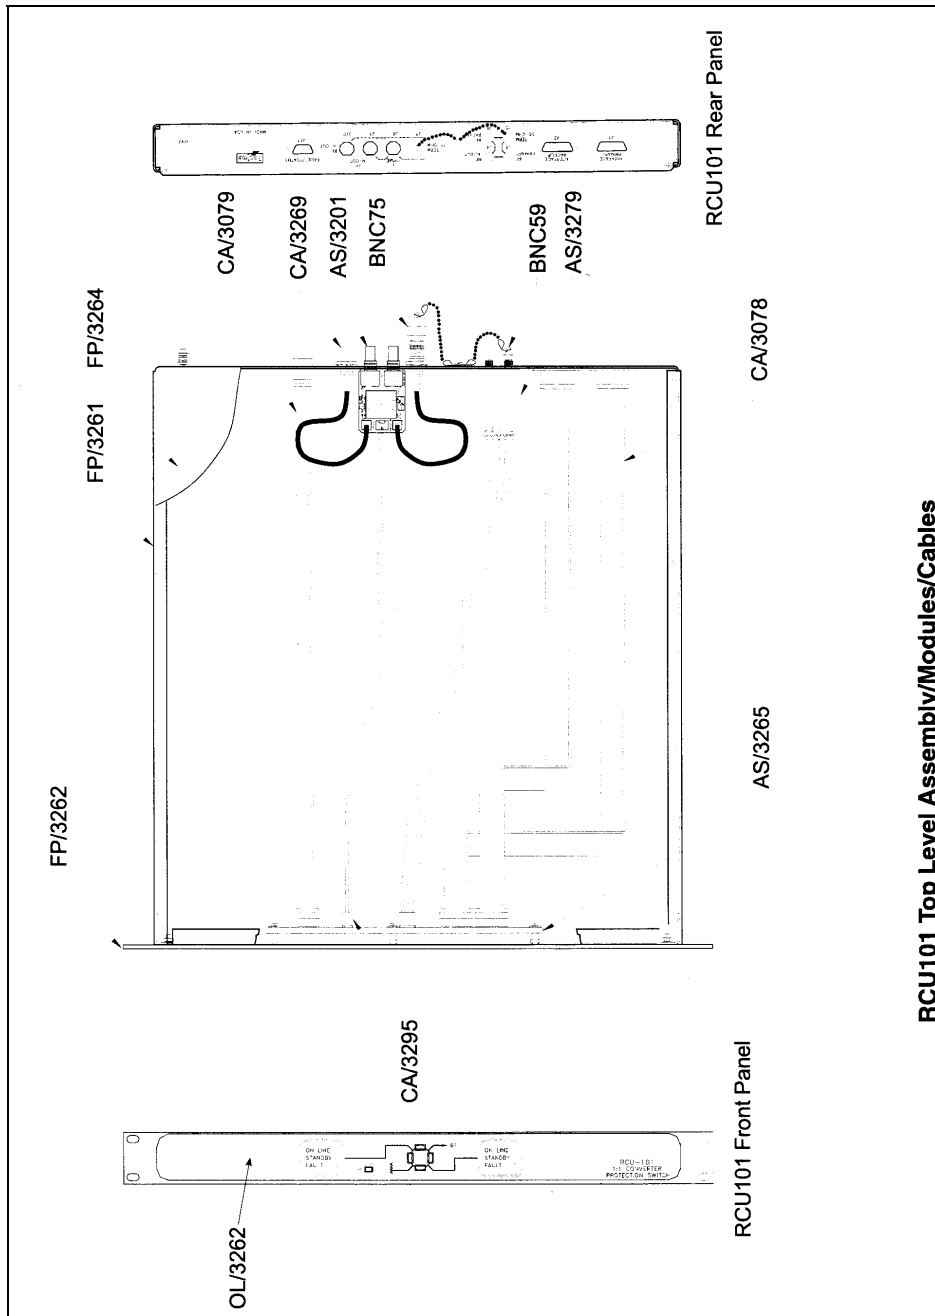 RCU101 Rear Panel
CA/3079
CA/3269
AS/3201
BNC75
BNC59
AS/3279
FP/3264
FP/3261
CA/3078
FP/3262
AS/3265
CA/3295
OL/3262
ON LINE
STANDBY
ON LINE
STANDBY
RCU-101
1:1 CONVERTER
PROTECTION SWITCH
RCU101 Front Panel
RCU101 Top Level Assembly/Modules/Cables